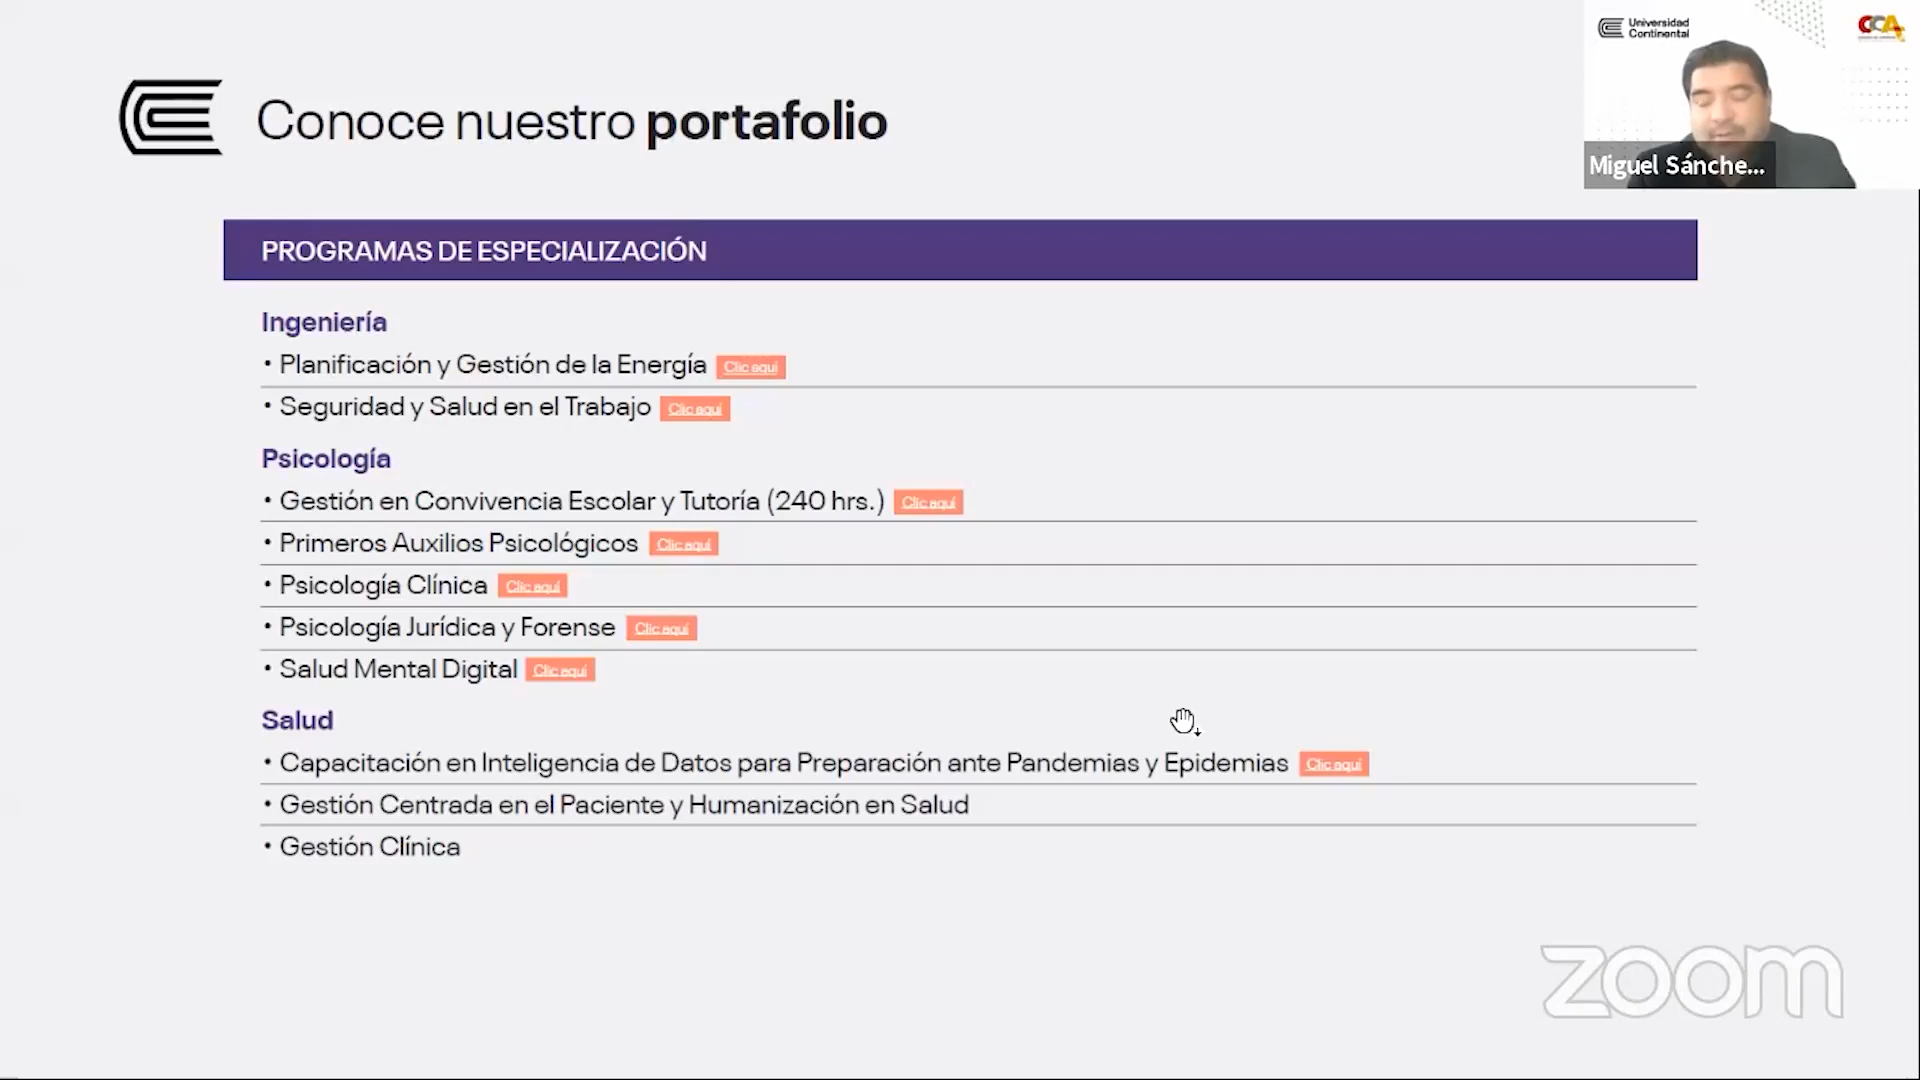 Universidad
Continental
CCA
Conoce nuestro portafolio
Miguel Sánche...
PROGRAMAS DE ESPECIALIZACIÓN
Ingeniería
• Planificación y Gestión de la Energía Clic aquí
• Seguridad y Salud en el Trabajo Clic aquí
Psicología
• Gestión en Convivencia Escolar y Tutoría (240 hrs.) Clic aquí
• Primeros Auxilios Psicológicos Clic aquí
• Psicología Clínica Clic aquí
• Psicología Jurídica y Forense Clic aquí
• Salud Mental Digital Clic aquí
Salud
• Capacitación en Inteligencia de Datos para Preparación ante Pandemias y Epidemias Clic aquí
• Gestión Centrada en el Paciente y Humanización en Salud
• Gestión Clínica
zoom